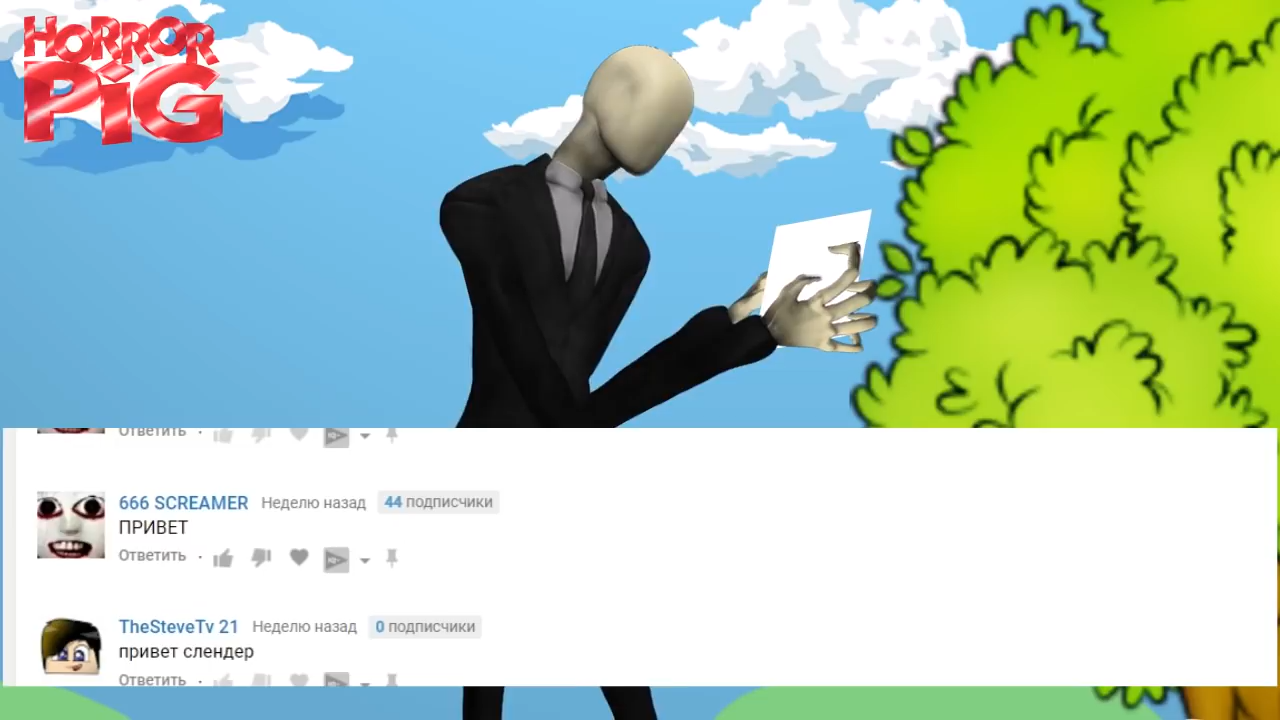 HORROR
PiG
Ответить
666 SCREAMER Неделю назад 44 подписчики
ПРИВЕТ
Ответить
TheSteveTv 21 Неделю назад 0 подписчики
привет слендер
Ответить